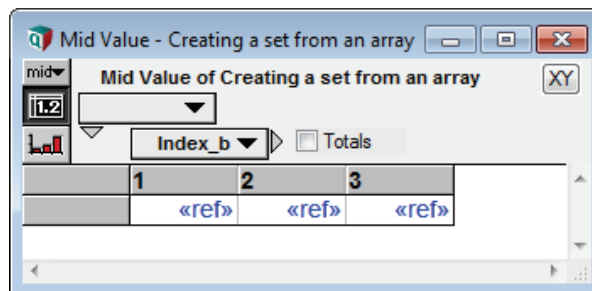 Mid Value - Creating a set from an array
mid
Mid Value of Creating a set from an array
XY
1.2
Index_b
Totals
1 2 3
«ref» «ref» «ref»